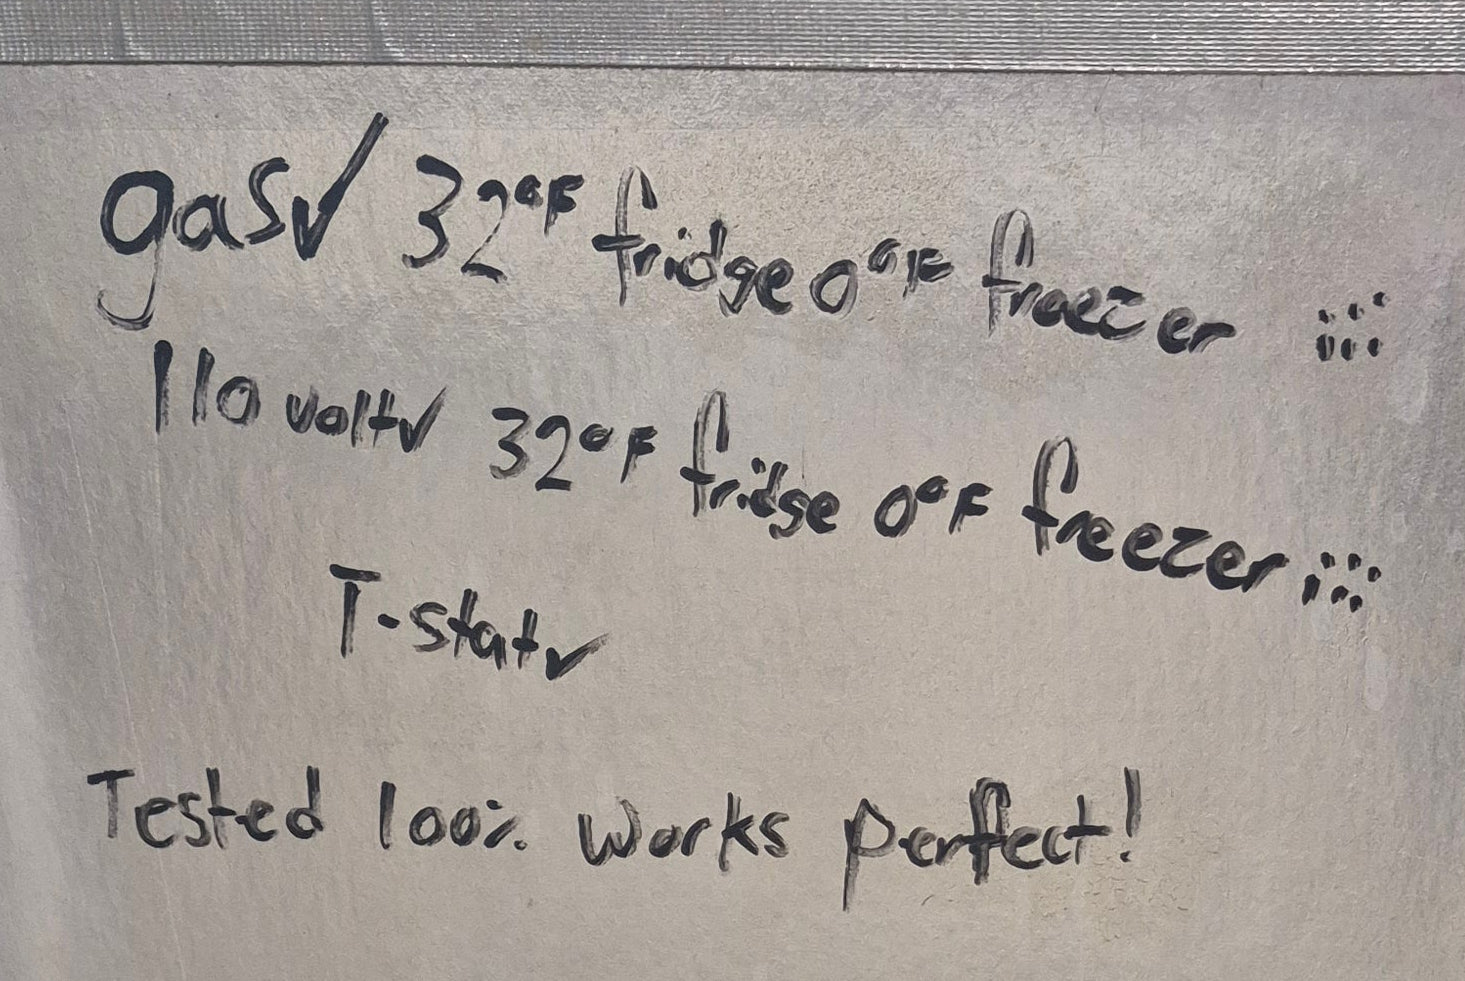 gas✓ 32°F fridge 0°F freezer
110 volt✓ 32°F fridge 0°F freezer
T-stat✓
Tested 100% works perfect!